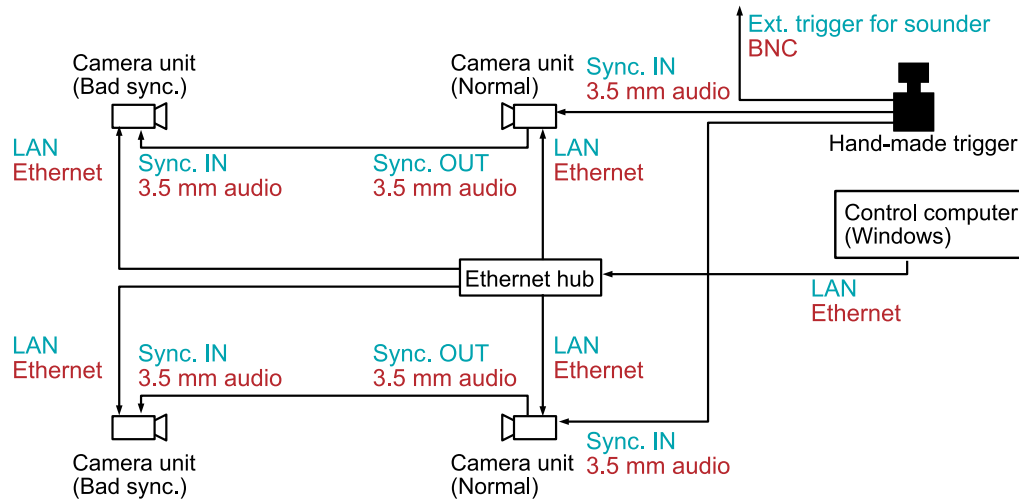 Ext. trigger for sounder
BNC
Camera unit
(Bad sync.)
Camera unit
(Normal)
Sync. IN
3.5 mm audio
Hand-made trigger
LAN
Ethernet
Sync. IN
3.5 mm audio
Sync. OUT
3.5 mm audio
LAN
Ethernet
Control computer
(Windows)
Ethernet hub
LAN
Ethernet
LAN
Ethernet
Sync. IN
3.5 mm audio
Sync. OUT
3.5 mm audio
LAN
Ethernet
Camera unit
(Bad sync.)
Camera unit
(Normal)
Sync. IN
3.5 mm audio